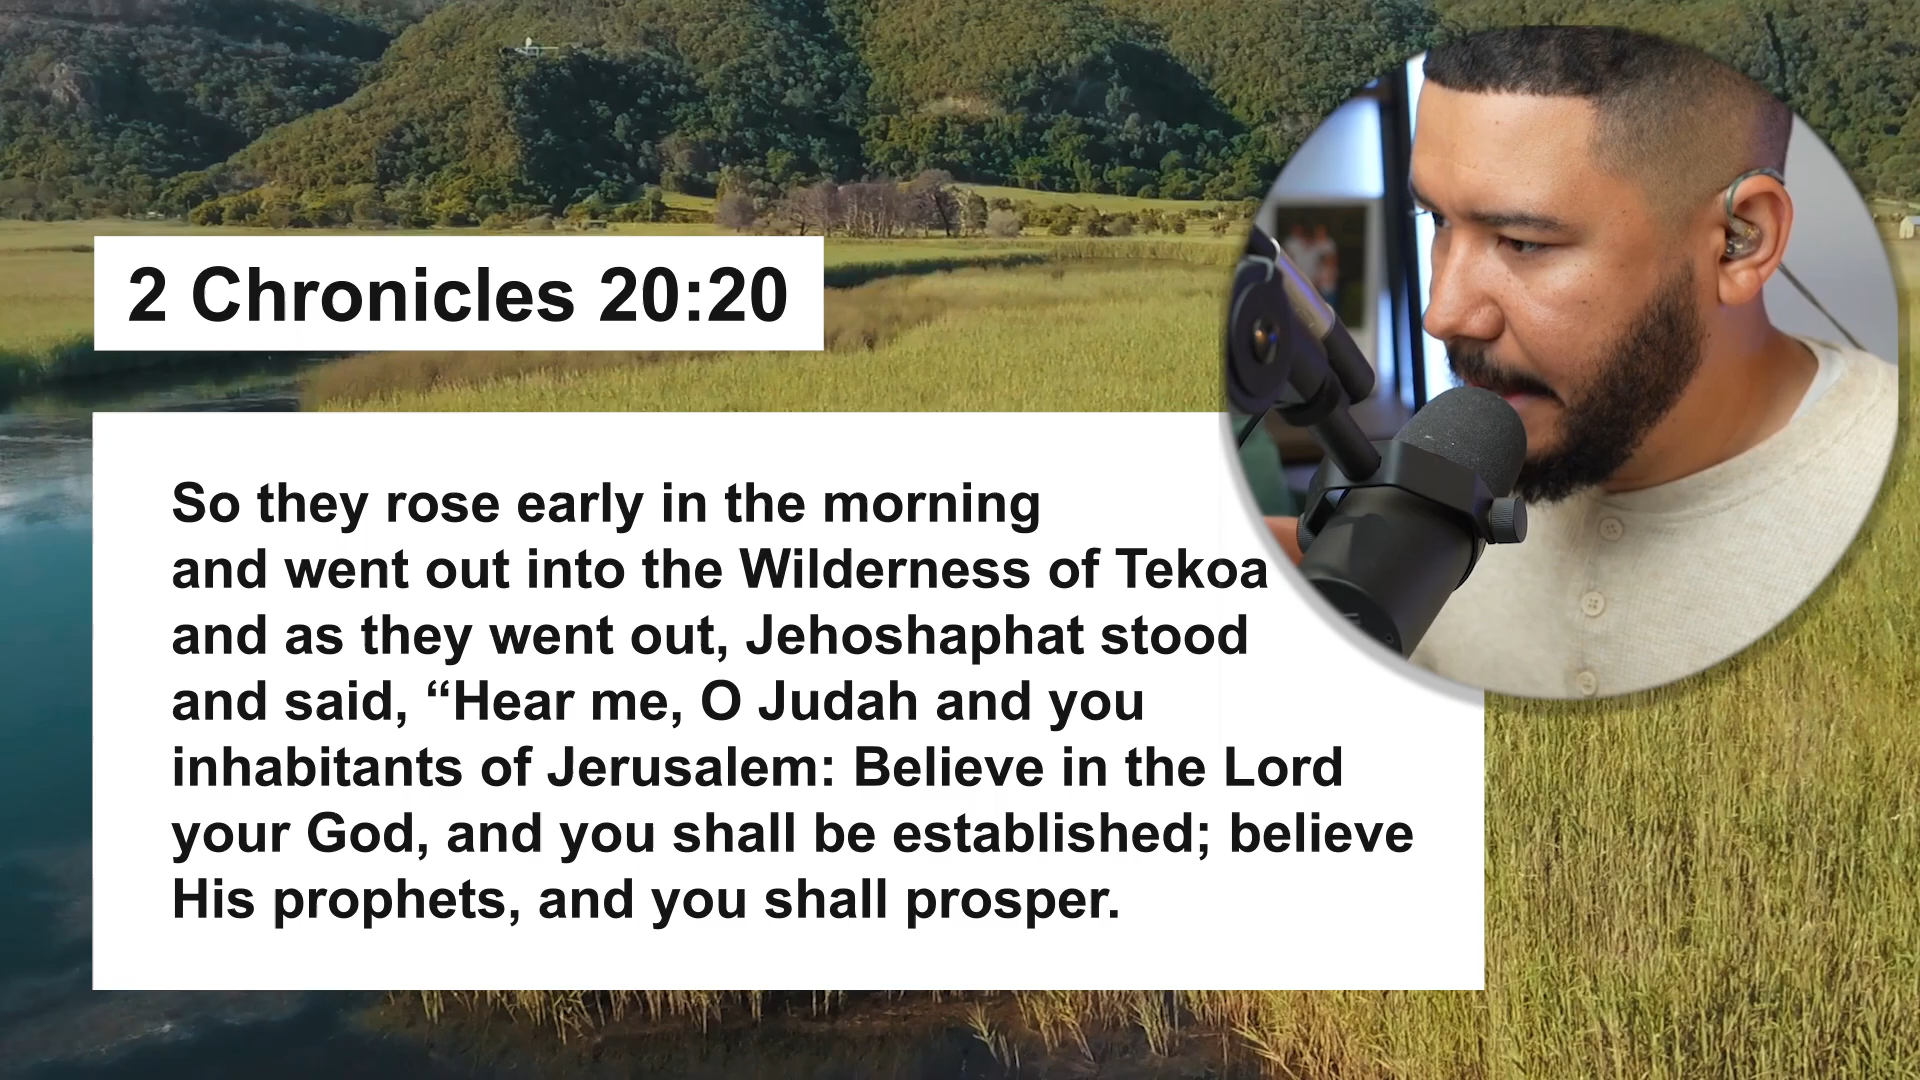 2 Chronicles 20:20
So they rose early in the morning
and went out into the Wilderness of Tekoa
and as they went out, Jehoshaphat stood
and said, “Hear me, O Judah and you
inhabitants of Jerusalem: Believe in the Lord
your God, and you shall be established; believe
His prophets, and you shall prosper.